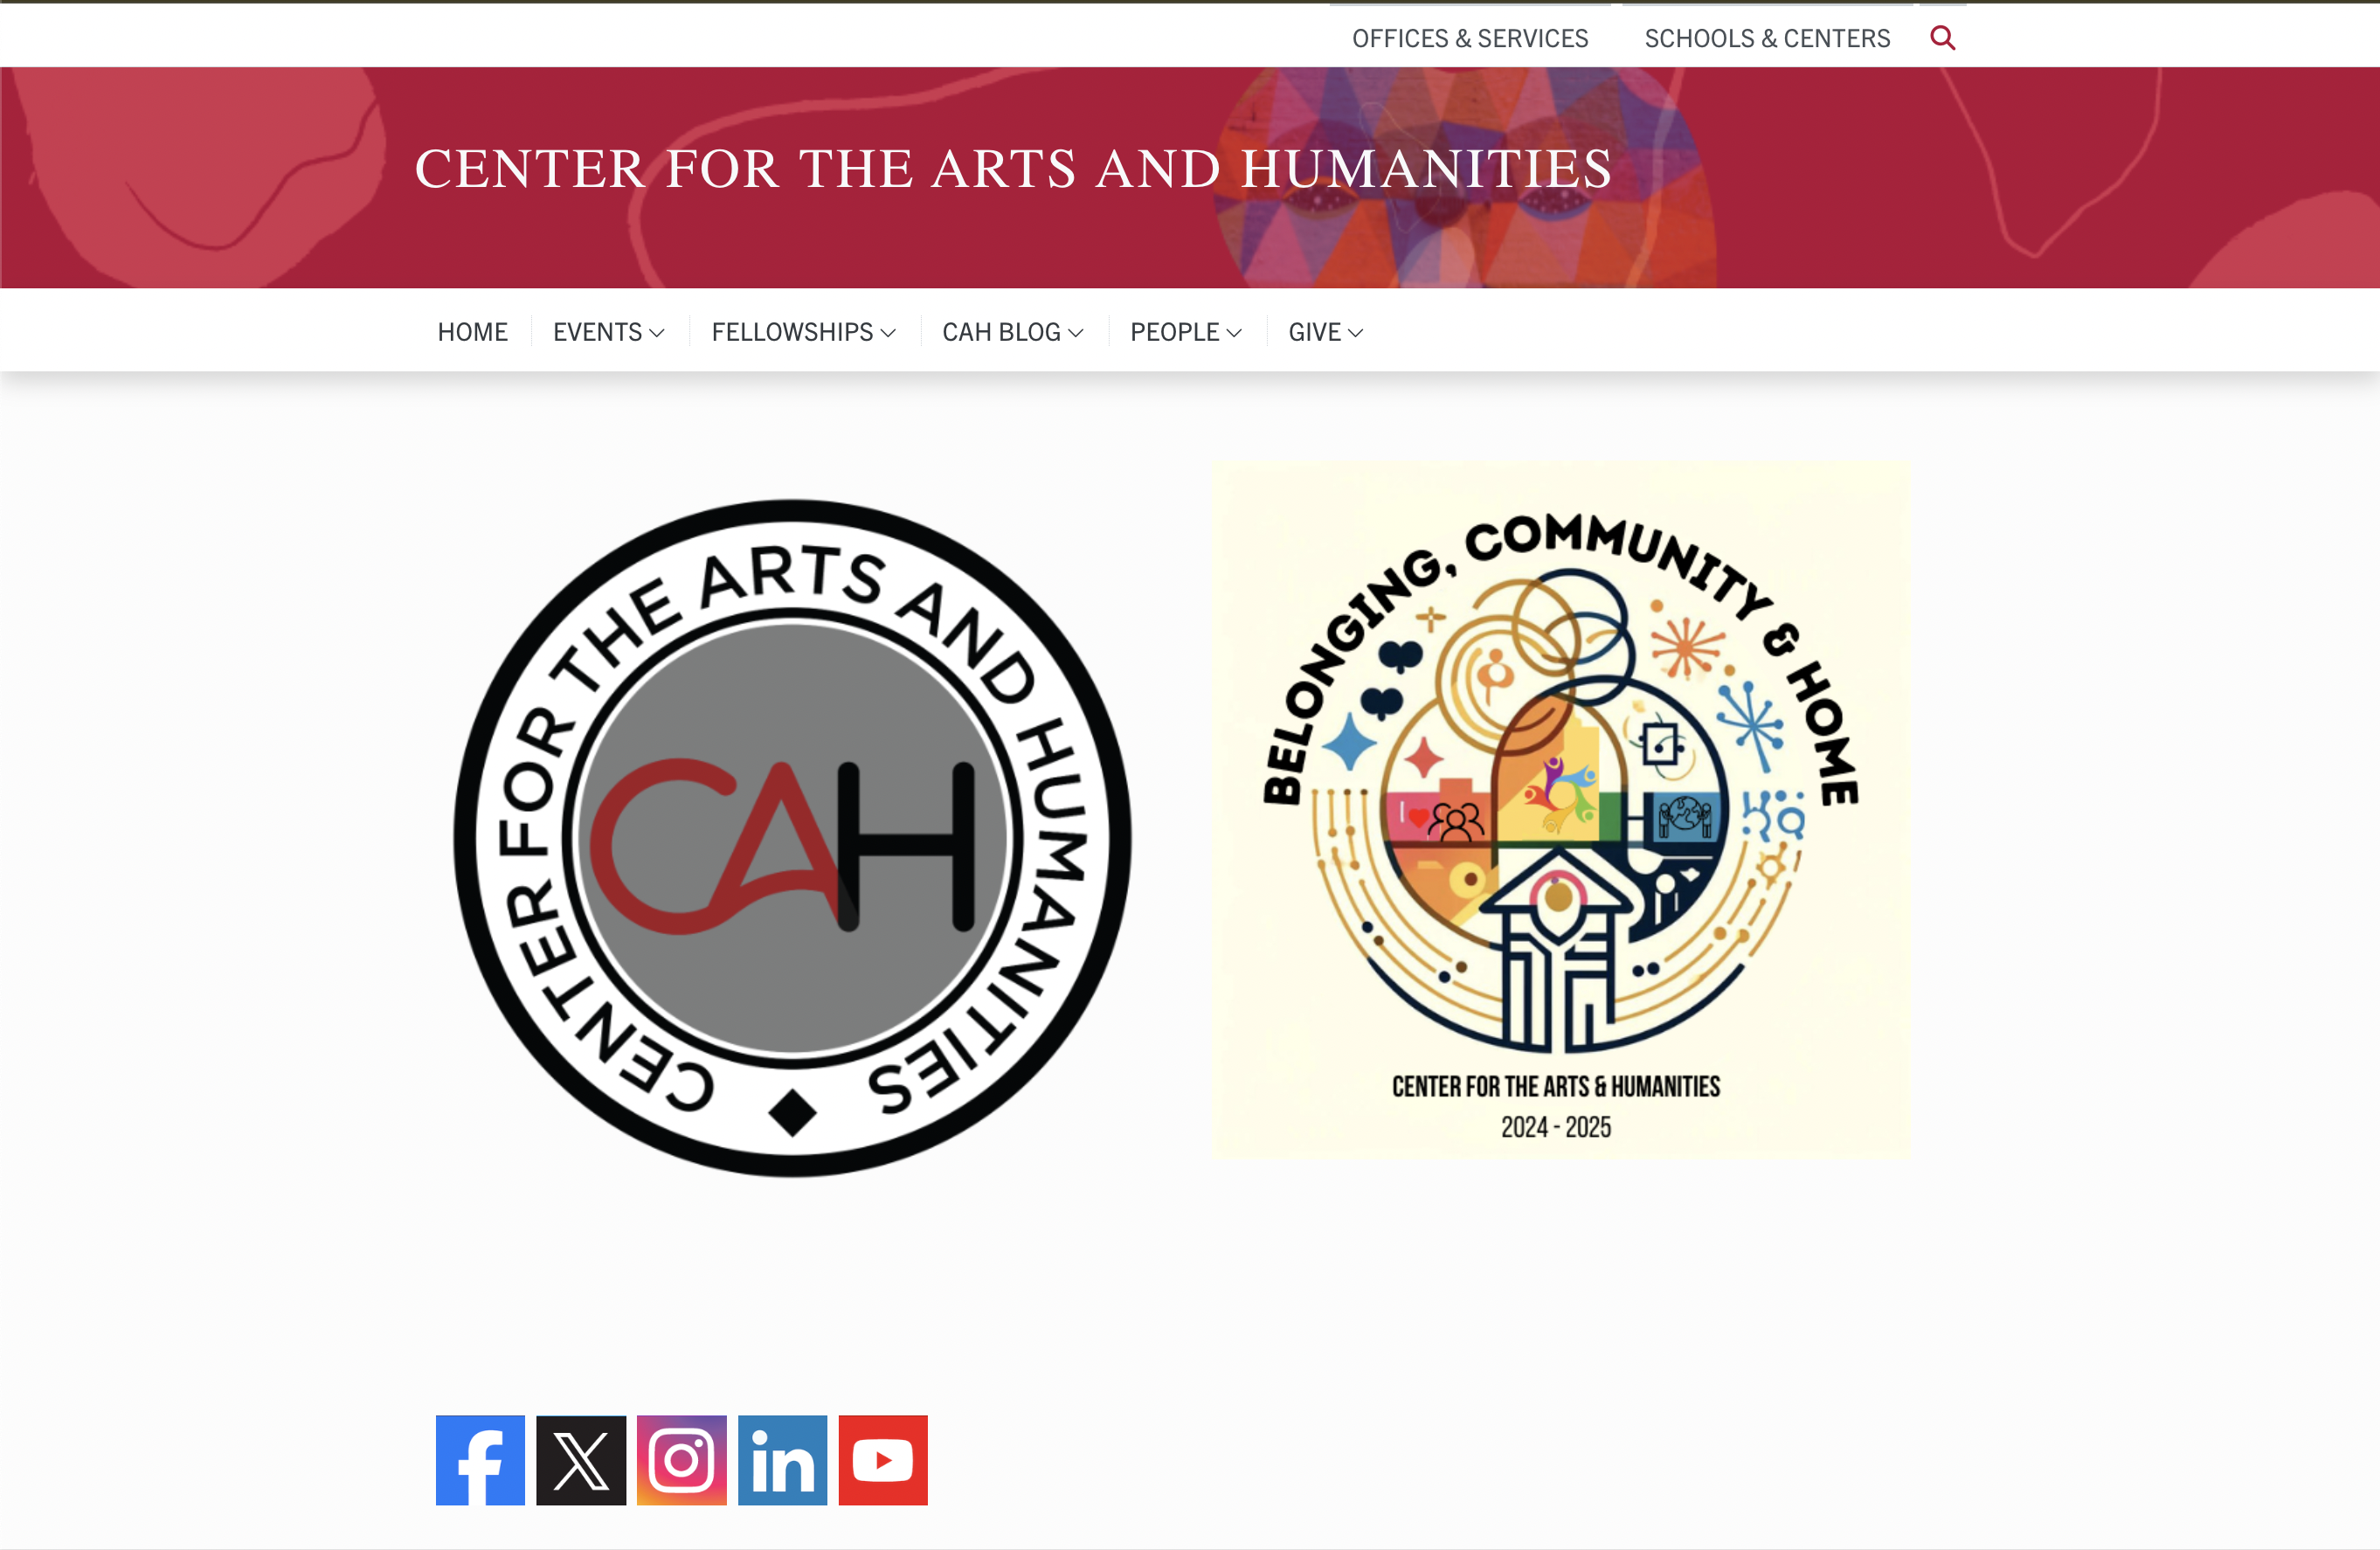 OFFICES & SERVICES SCHOOLS & CENTERS
CENTER FOR THE ARTS AND HUMANITIES
HOME EVENTS FELLOWSHIPS CAH BLOG PEOPLE GIVE
CENTER FOR THE ARTS AND HUMANITIES
CAH
BELONGING, COMMUNITY & HOME
I
CENTER FOR THE ARTS & HUMANITIES
2024 - 2025
f X in